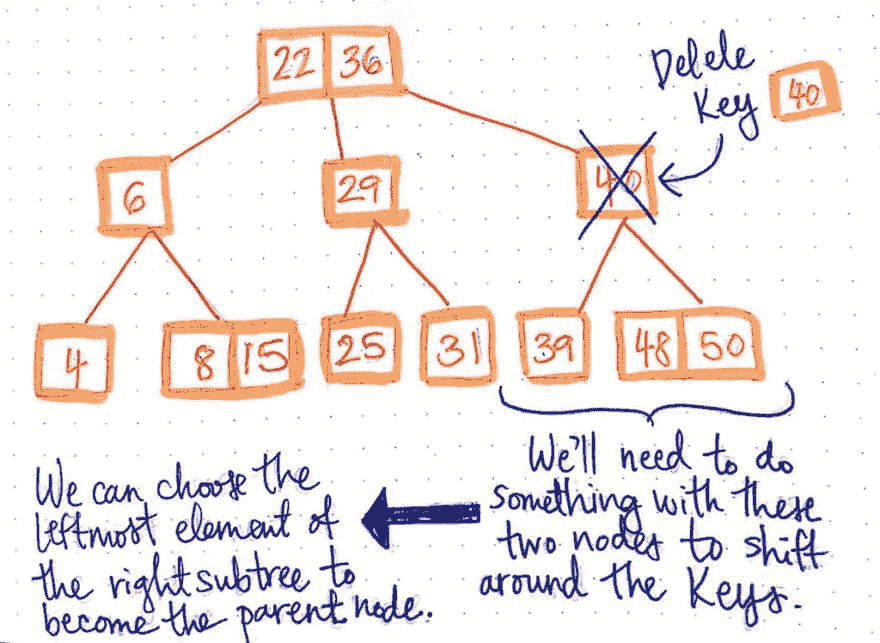 22 36
Delele
Key 40
6
29
40
4
8 15
25
31
39
48 50
We'll need to do
something with these
two nodes to shift
around the Keys.
We can choose the
leftmost element of
the right subtree to
become the parent node.